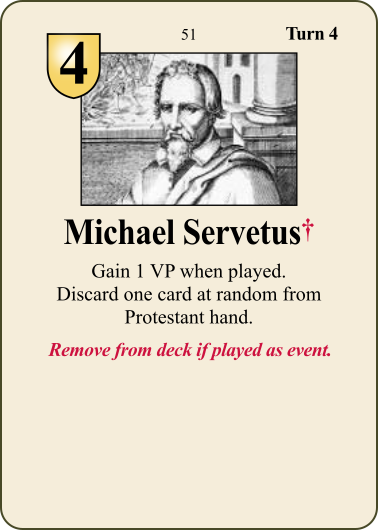 4
51
Turn 4
Michael Servetus†
Gain 1 VP when played.
Discard one card at random from
Protestant hand.
Remove from deck if played as event.